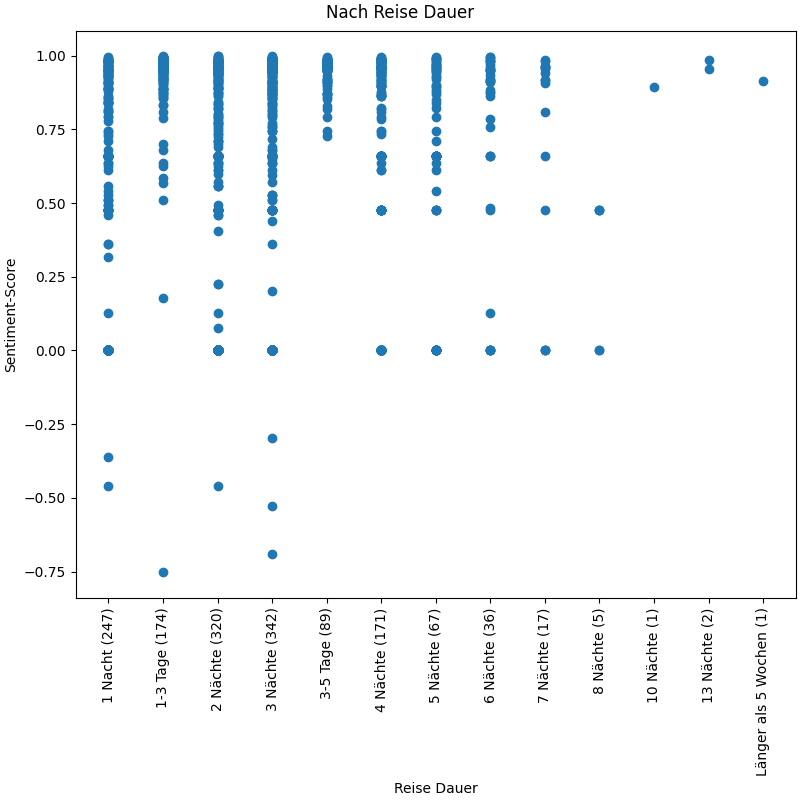 Nach Reise Dauer
Sentiment-Score
1.00
0.75
0.50
0.25
0.00
−0.25
−0.50
−0.75
1 Nacht (247)
1-3 Tage (174)
2 Nächte (320)
3 Nächte (342)
3-5 Tage (89)
4 Nächte (171)
5 Nächte (67)
6 Nächte (36)
7 Nächte (17)
8 Nächte (5)
10 Nächte (1)
13 Nächte (2)
Länger als 5 Wochen (1)
Reise Dauer